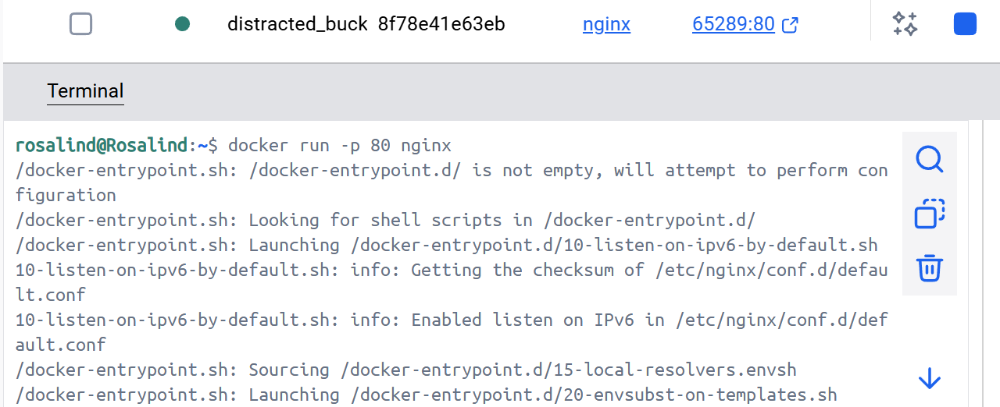 distracted_buck 8f78e41e63eb nginx 65289:80
Terminal
rosalind@Rosalind:~$ docker run -p 80 nginx
/docker-entrypoint.sh: /docker-entrypoint.d/ is not empty, will attempt to perform con
figuration
/docker-entrypoint.sh: Looking for shell scripts in /docker-entrypoint.d/
/docker-entrypoint.sh: Launching /docker-entrypoint.d/10-listen-on-ipv6-by-default.sh
10-listen-on-ipv6-by-default.sh: info: Getting the checksum of /etc/nginx/conf.d/defau
lt.conf
10-listen-on-ipv6-by-default.sh: info: Enabled listen on IPv6 in /etc/nginx/conf.d/def
ault.conf
/docker-entrypoint.sh: Sourcing /docker-entrypoint.d/15-local-resolvers.envsh
/docker-entrypoint.sh: Launching /docker-entrypoint.d/20-envsubst-on-templates.sh